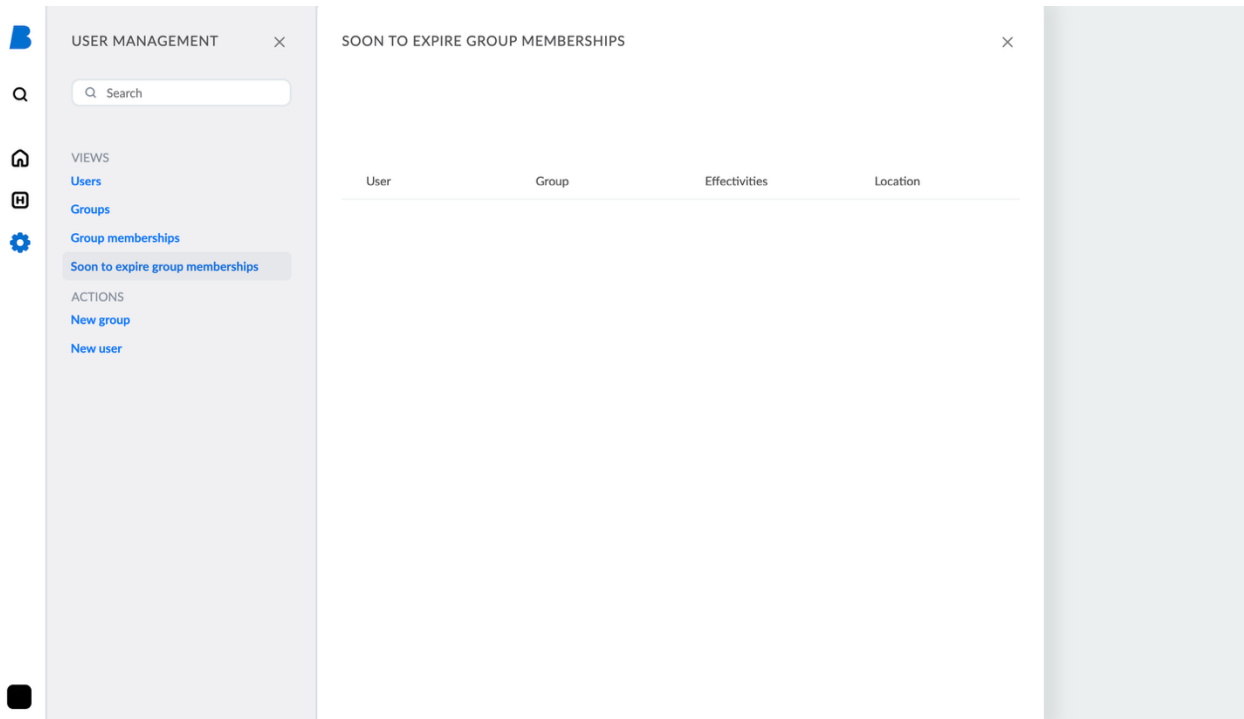 USER MANAGEMENT
Search
VIEWS
Users
Groups
Group memberships
Soon to expire group memberships
ACTIONS
New group
New user
SOON TO EXPIRE GROUP MEMBERSHIPS
User Group Effectivities Location
B
H